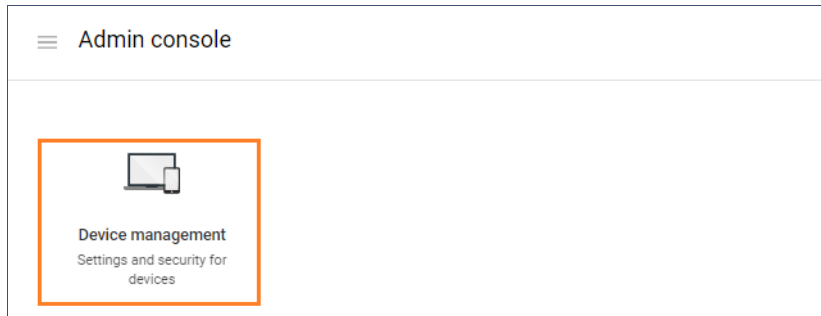 Admin console
Device management
Settings and security for
devices